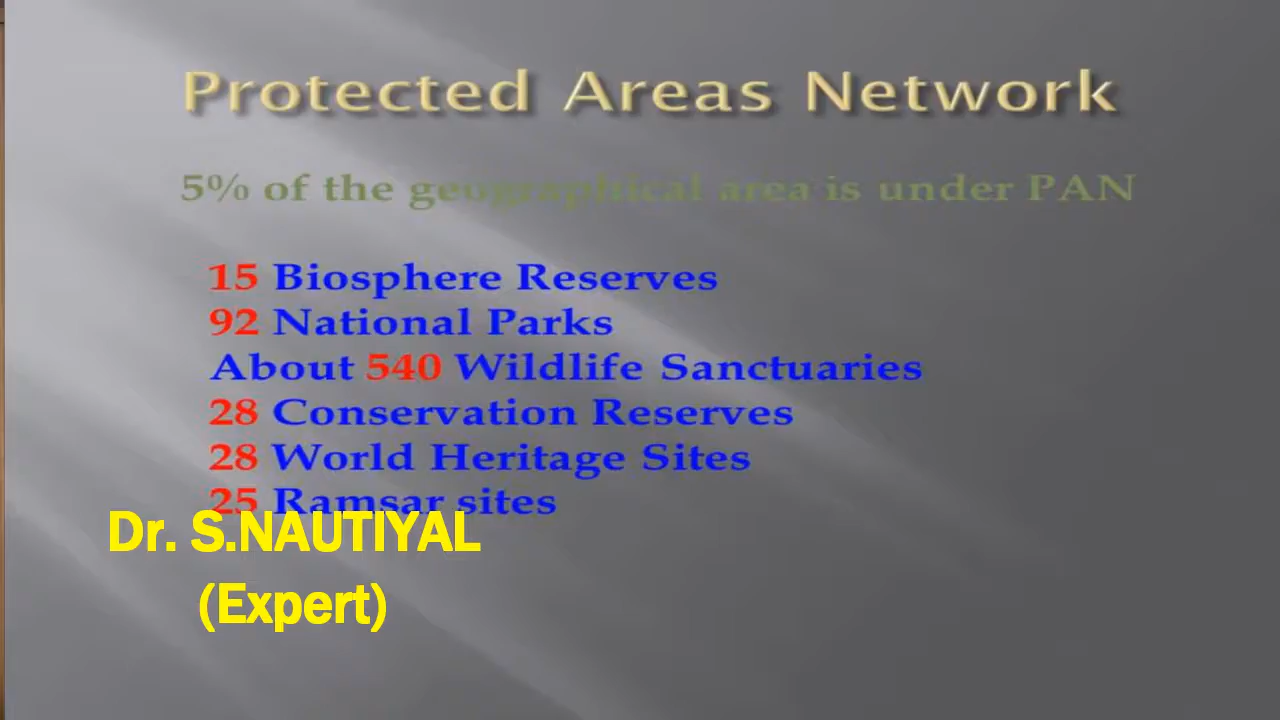 Protected Areas Network
5% of the geographical area is under PAN
15 Biosphere Reserves
92 National Parks
About 540 Wildlife Sanctuaries
28 Conservation Reserves
28 World Heritage Sites
25 Ramsar sites
Dr. S.NAUTIYAL
(Expert)